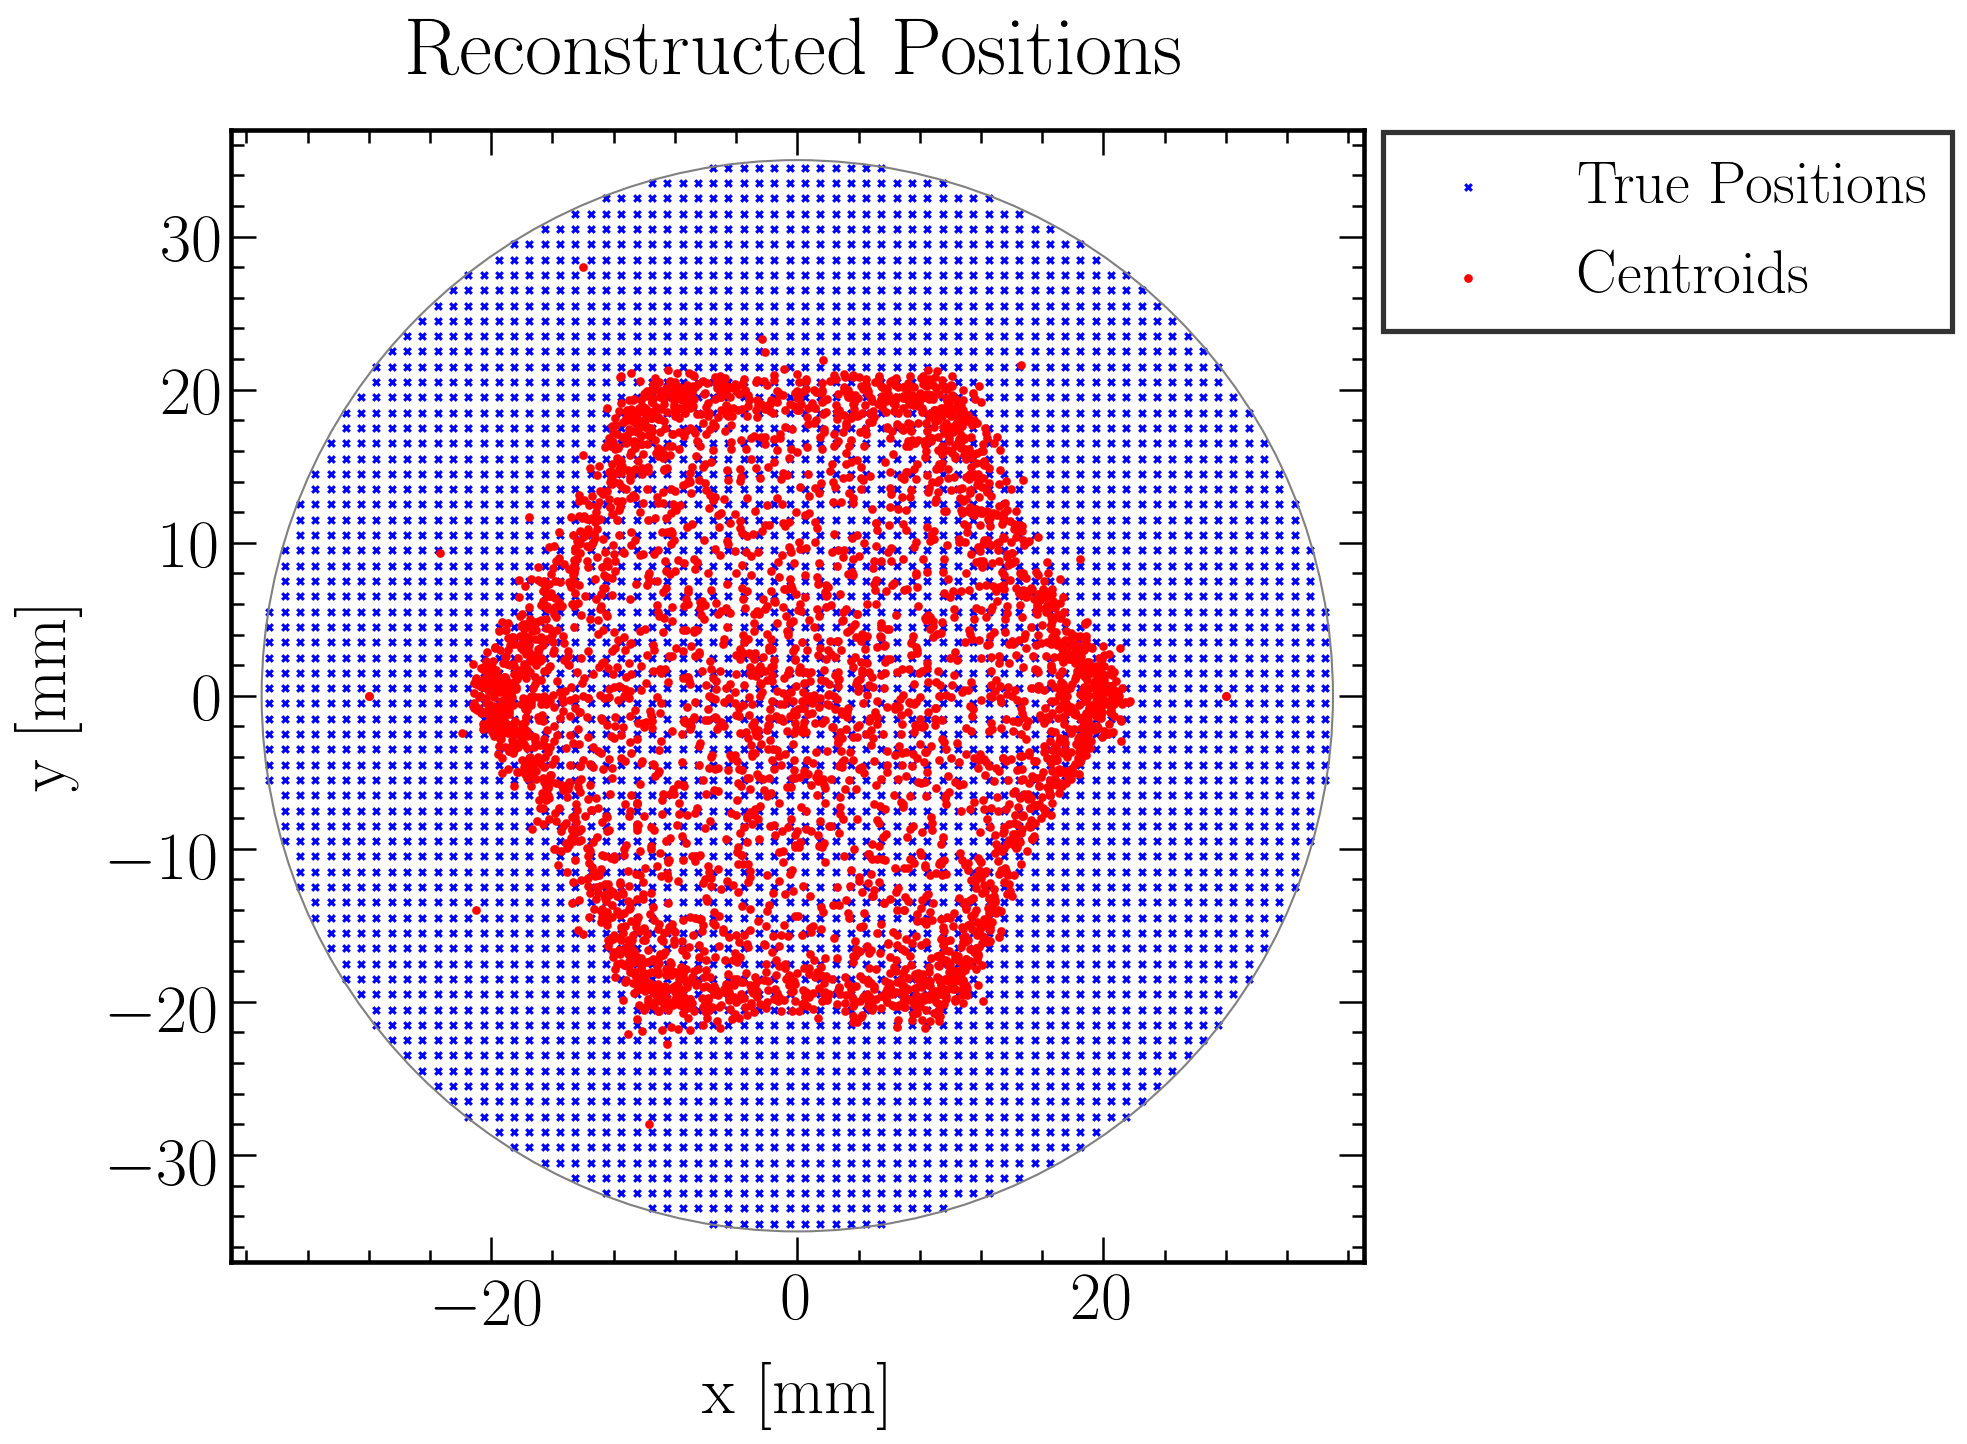 Reconstructed Positions
True Positions
Centroids
30
20
10
0
−10
−20
−30
y [mm]
−20 0 20
x [mm]